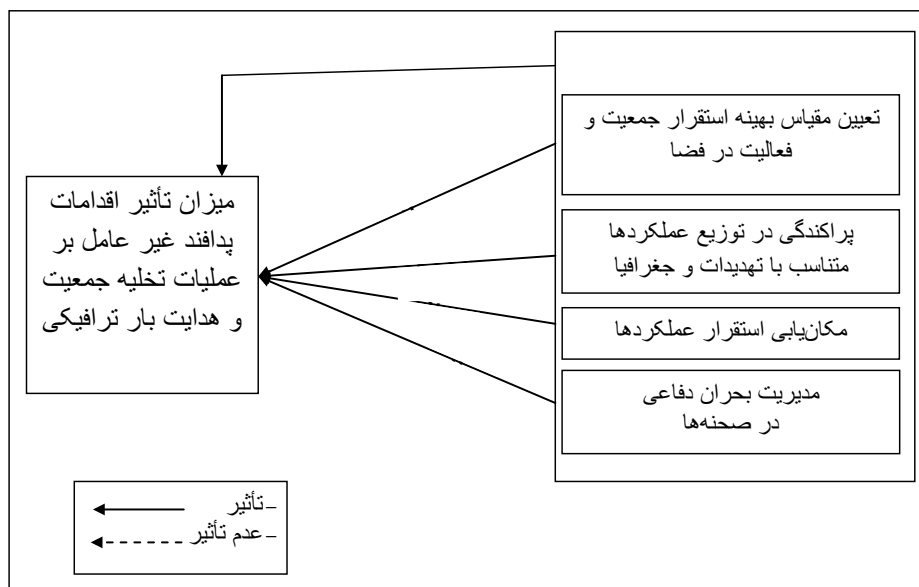 تعیین مقیاس بهینه استقرار جمعیت و
فعالیت در فضا
پراکندگی در توزیع عملکردها
متناسب با تهدیدات و جغرافیا
مکان‌یابی استقرار عملکردها
مدیریت بحران دفاعی
در صحنه‌ها
میزان تأثیر اقدامات
پدافند غیر عامل بر
عملیات تخلیه جمعیت
و هدایت بار ترافیکی
- تأثیر
- عدم تأثیر